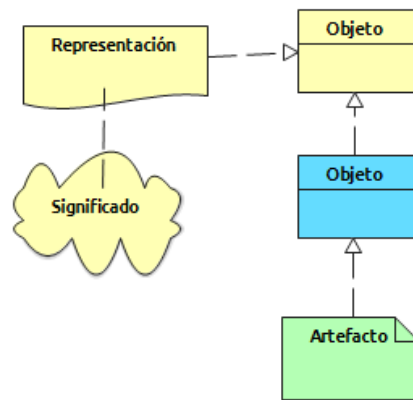 Representación
Objeto
Objeto
Significado
Artefacto